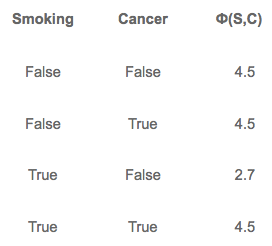 Smoking Cancer Φ(S,C)
False False 4.5
False True 4.5
True False 2.7
True True 4.5